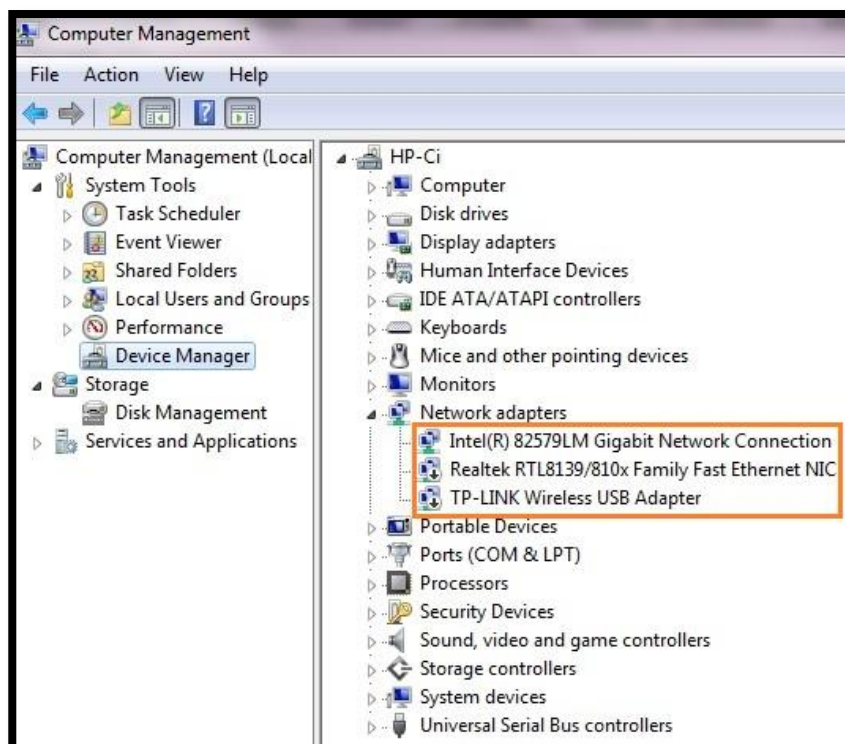 Computer Management
File Action View Help
Computer Management (Local
System Tools
Task Scheduler
Event Viewer
Shared Folders
Local Users and Groups
Performance
Device Manager
Storage
Disk Management
Services and Applications
HP-Ci
Computer
Disk drives
Display adapters
Human Interface Devices
IDE ATA/ATAPI controllers
Keyboards
Mice and other pointing devices
Monitors
Network adapters
Intel(R) 82579LM Gigabit Network Connection
Realtek RTL8139/810x Family Fast Ethernet NIC
TP-LINK Wireless USB Adapter
Portable Devices
Ports (COM & LPT)
Processors
Security Devices
Sound, video and game controllers
Storage controllers
System devices
Universal Serial Bus controllers